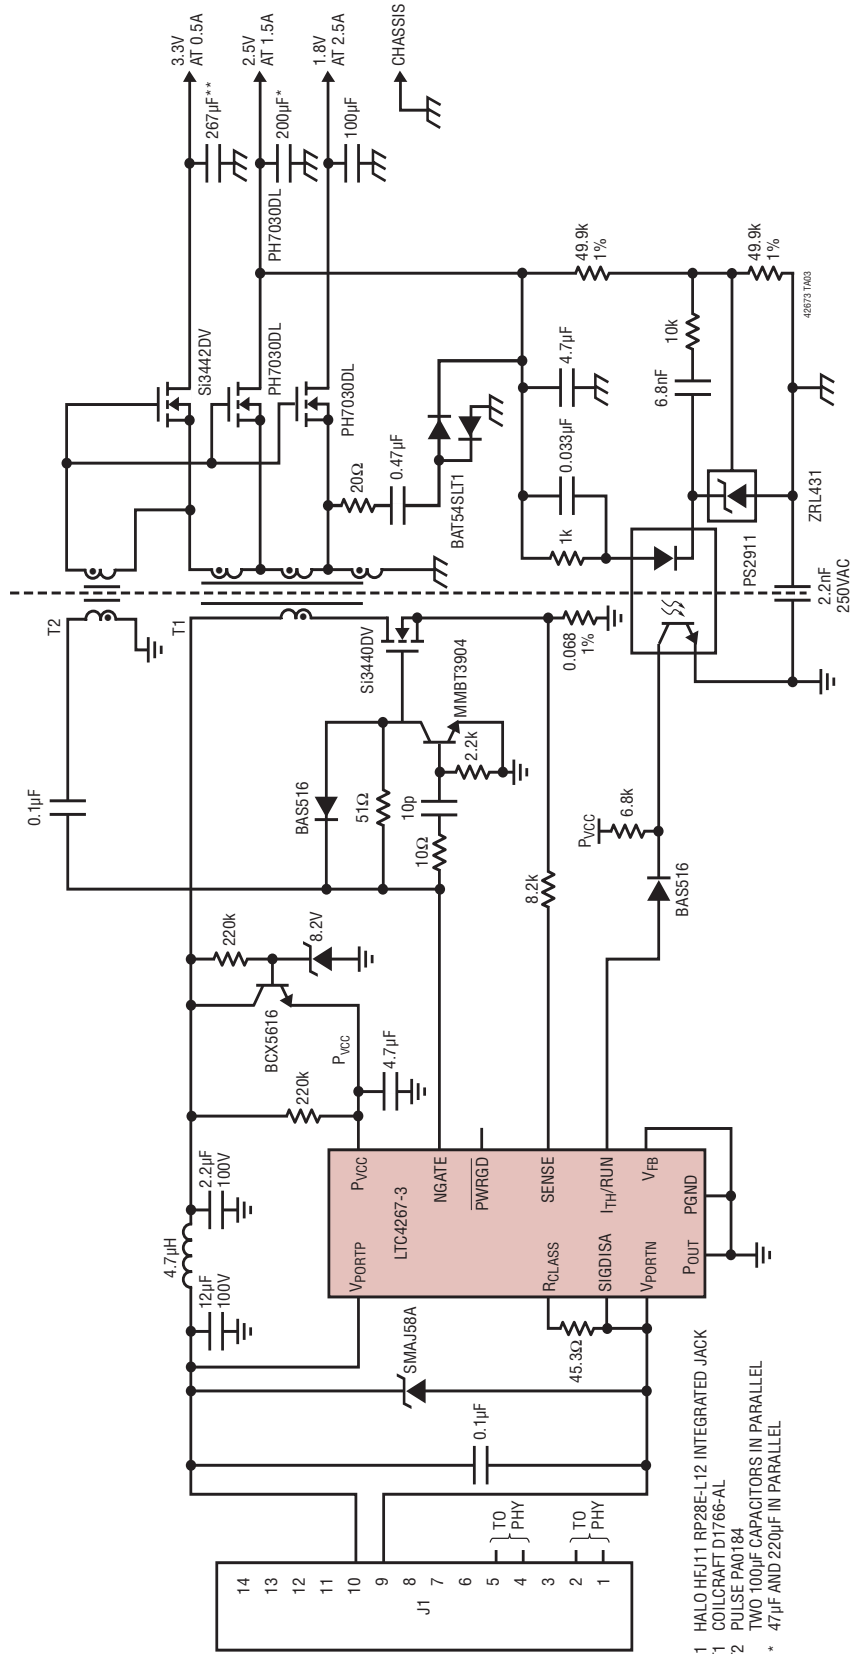 J1
14
13
12
11
10
9
8
7
6
5
4
3
2
1
TO
PHY
TO
PHY
0.1µF
SMAJ58A
12µF
100V
4.7µH
2.2µF
100V
VPORTP
LTC4267-3
RCLASS
SIGDISA
VPORTN
POUT
PVCC
NGATE
PWRGD
SENSE
ITH/RUN
VFB
PGND
45.3Ω
220k
PVCC
4.7µF
BCX5616
220k
8.2V
0.1µF
BAS516
51Ω
10Ω
10p
MMBT3904
2.2k
8.2k
BAS516
PVCC
6.8k
Si3440DV
0.068
1%
T2
T1
PS2911
2.2nF
250VAC
ZRL431
1k
0.033µF
4.7µF
6.8nF
10k
49.9k
1%
49.9k
1%
BAT54SLT1
20Ω
0.47µF
Si3442DV
PH7030DL
PH7030DL
PH7030DL
267µF**
200µF*
100µF
3.3V
AT 0.5A
2.5V
AT 1.5A
1.8V
AT 2.5A
CHASSIS
42673 TA03
1 HALO HFJ11 RP28E-L12 INTEGRATED JACK
1 COILCRAFT D1766-AL
2 PULSE PA0184
TWO 100µF CAPACITORS IN PARALLEL
* 47µF AND 220µF IN PARALLEL